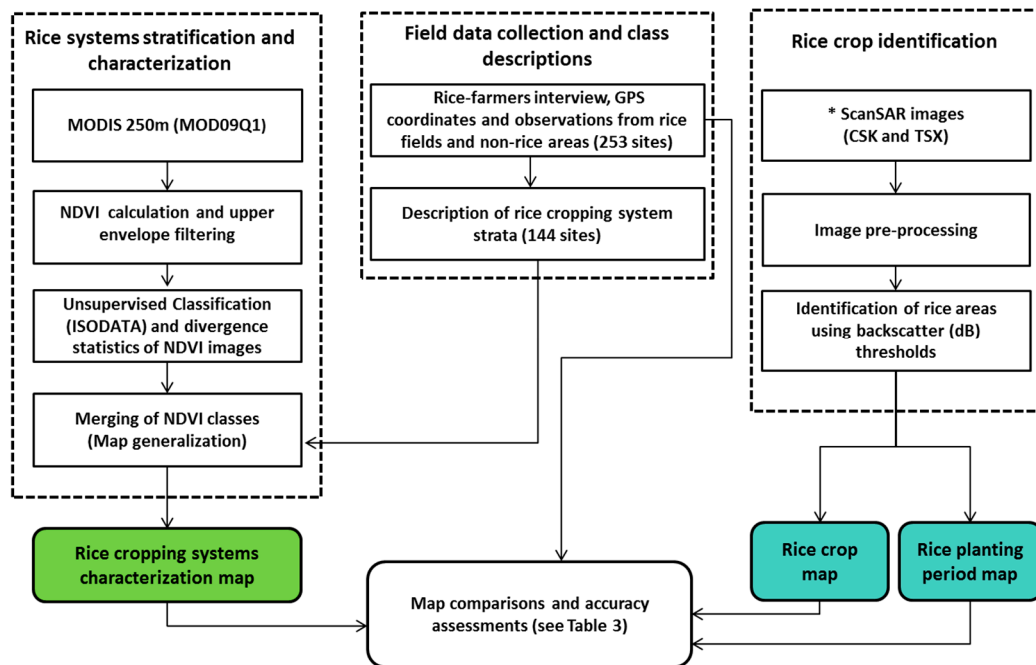 Rice systems stratification and
characterization
MODIS 250m (MOD09Q1)
NDVI calculation and upper
envelope filtering
Unsupervised Classification
(ISODATA) and divergence
statistics of NDVI images
Merging of NDVI classes
(Map generalization)
Rice cropping systems
characterization map
Field data collection and class
descriptions
Rice-farmers interview, GPS
coordinates and observations from rice
fields and non-rice areas (253 sites)
Description of rice cropping system
strata (144 sites)
Map comparisons and accuracy
assessments (see Table 3)
Rice crop identification
* ScanSAR images
(CSK and TSX)
Image pre-processing
Identification of rice areas
using backscatter (dB)
thresholds
Rice crop
map
Rice planting
period map